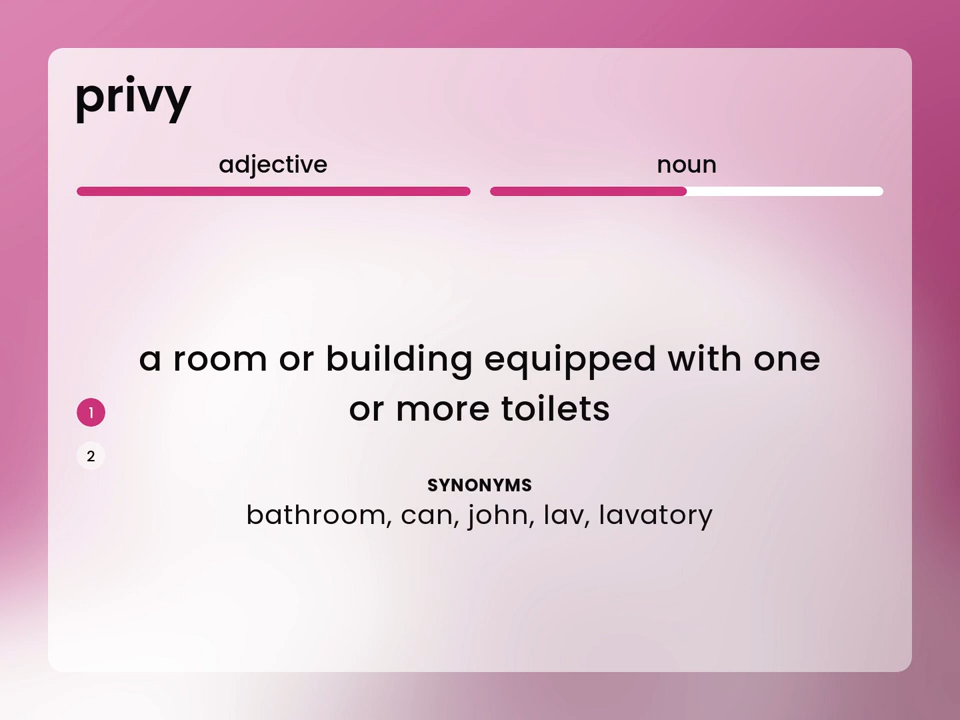 privy
adjective
noun
a room or building equipped with one
or more toilets
1
2
SYNONYMS
bathroom, can, john, lav, lavatory